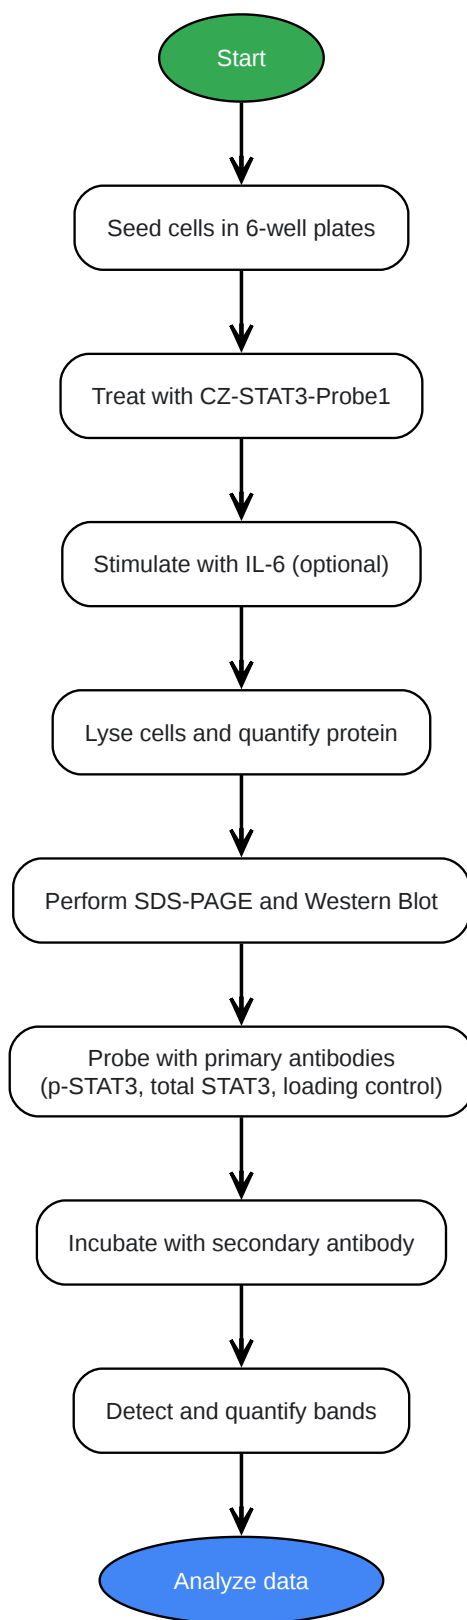 Start
Seed cells in 6-well plates
Treat with CZ-STAT3-Probe1
Stimulate with IL-6 (optional)
Lyse cells and quantify protein
Perform SDS-PAGE and Western Blot
Probe with primary antibodies
(p-STAT3, total STAT3, loading control)
Incubate with secondary antibody
Detect and quantify bands
Analyze data